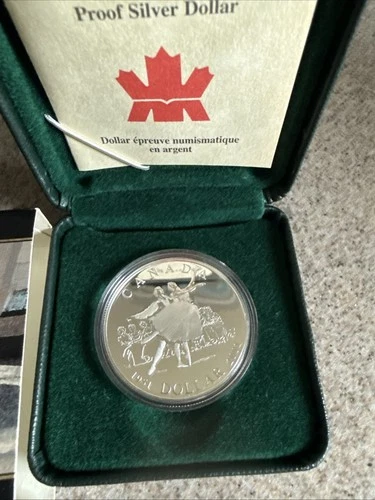 Proof Silver Dollar
Dollar épreuve numismatique
en argent
CANADA
DOLLAR